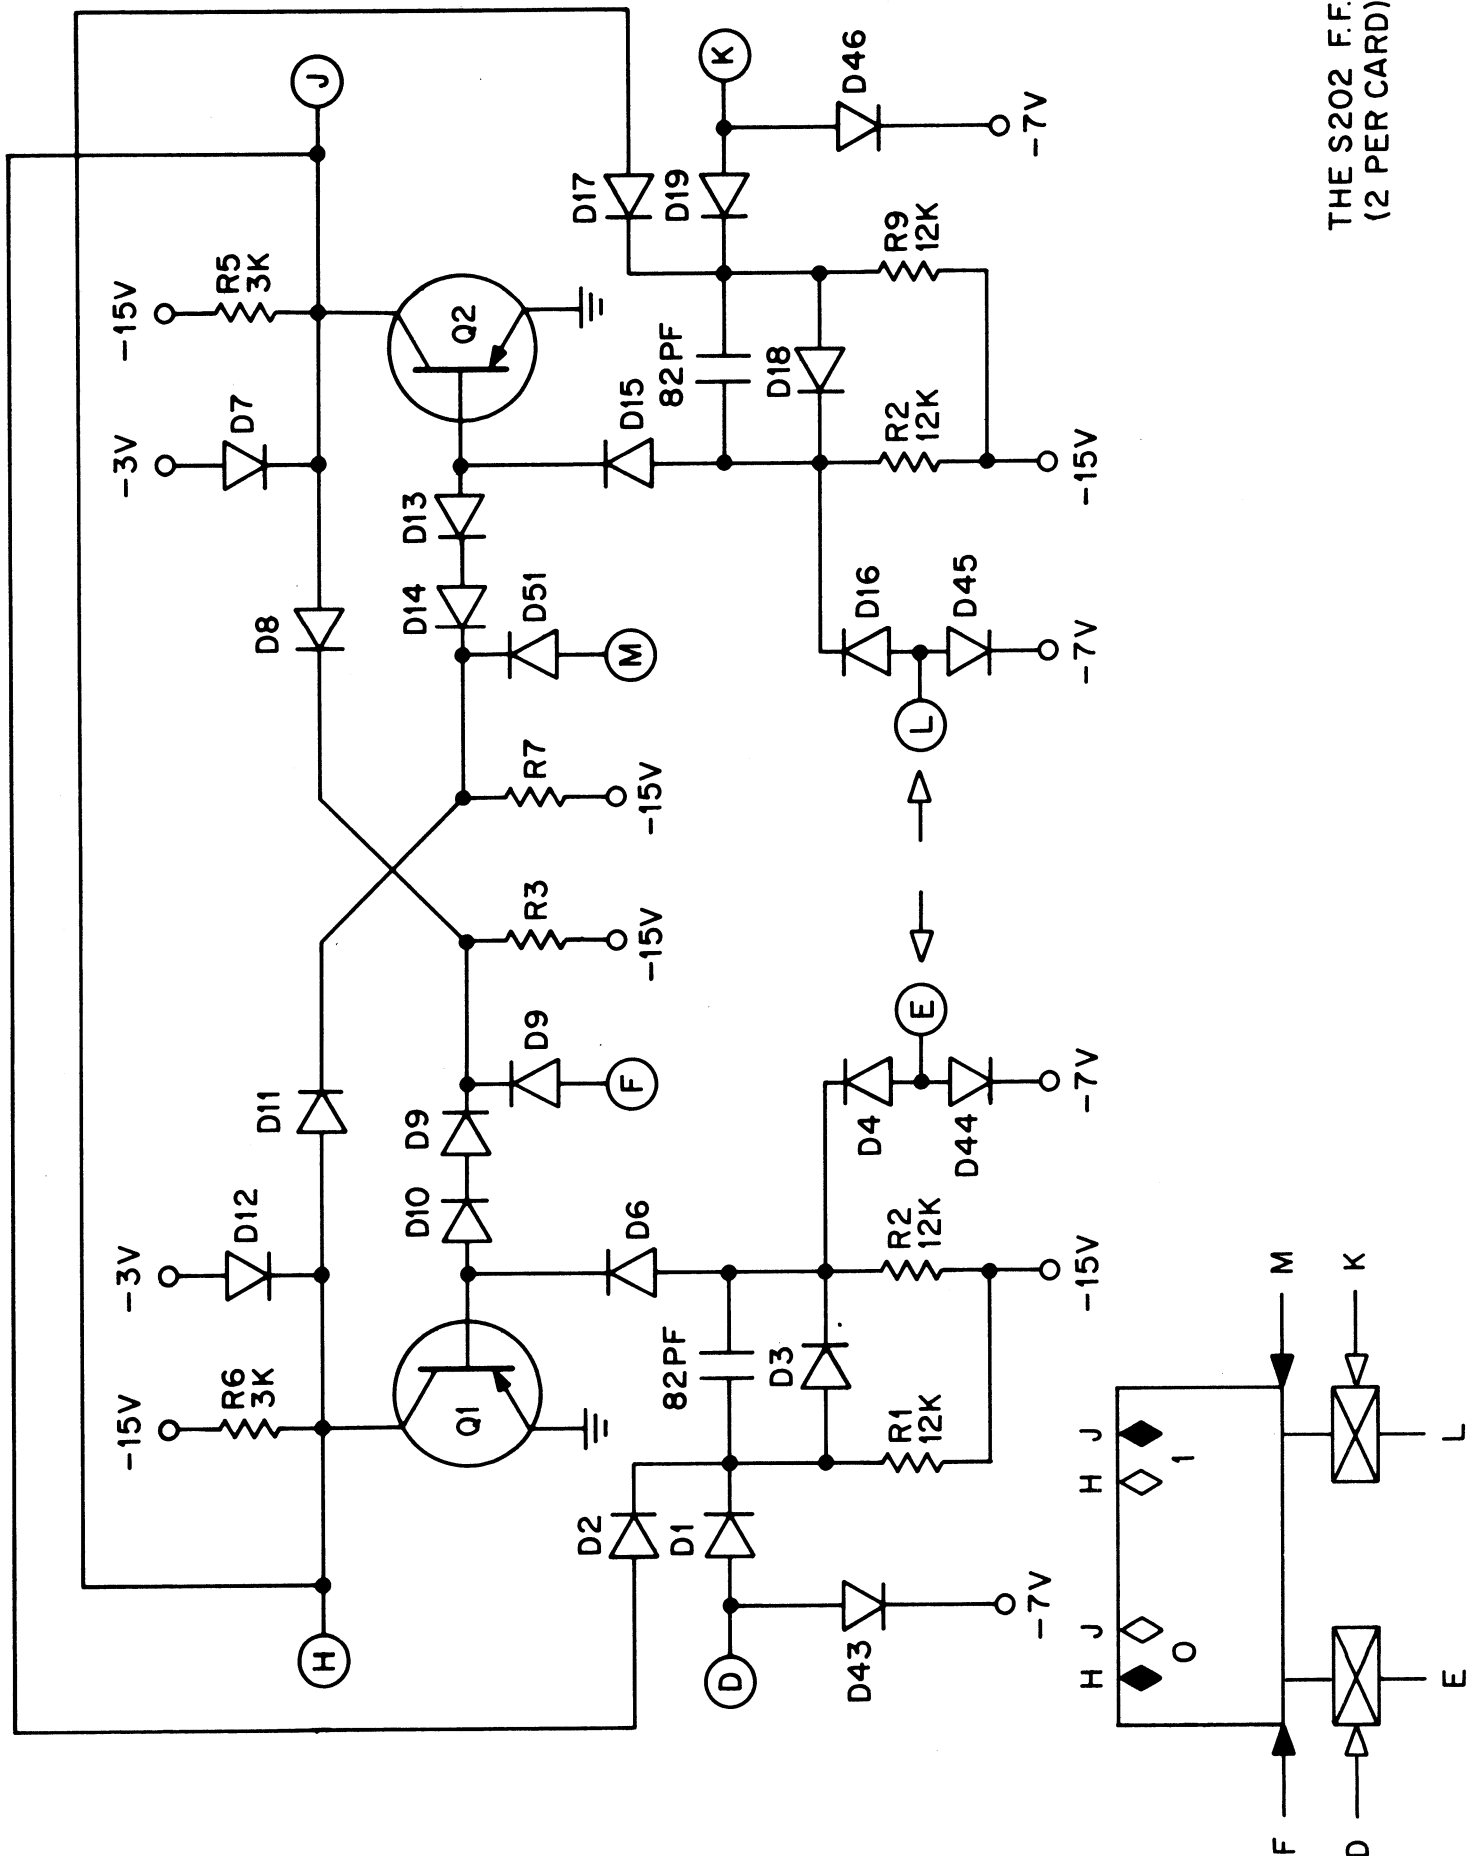 J
-15V
R5
3K
-3V
D7
D8
Q2
D13
D14
D51
M
R7
-15V
D15
D17
D19
K
D46
-7V
82PF
D18
R9
12K
R2
12K
-15V
D16
D45
-7V
L
THE S202 F.F.
(2 PER CARD)
D11
-3V
D12
-15V
R6
3K
H
Q1
D10
D9
D9
F
R3
-15V
D6
82PF
D3
D2
D1
D
D43
-7V
R1
12K
R2
12K
-15V
D4
D44
-7V
E
H
J
0
H
J
1
F
D
E
M
K
L